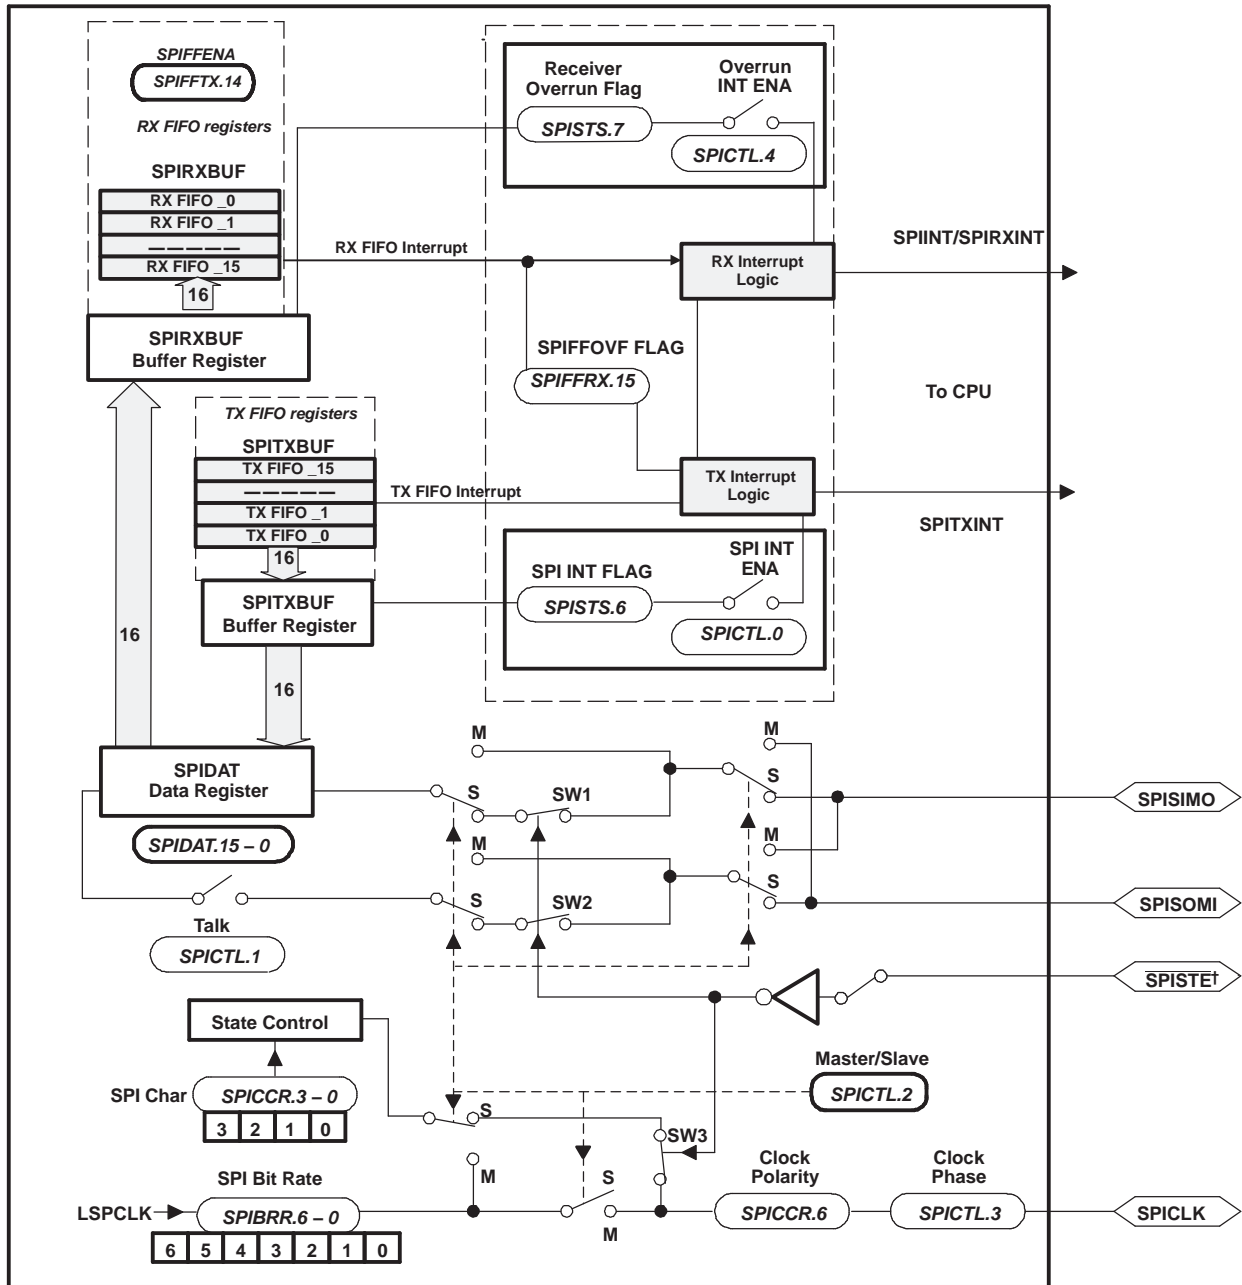 SPIFFENA
SPIFFTX.14
RX FIFO registers
SPIRXBUF
RX FIFO _0
RX FIFO _1
—————
RX FIFO _15
16
SPIRXBUF
Buffer Register
Receiver
Overrun Flag
SPISTS.7
Overrun
INT ENA
SPICTL.4
RX FIFO Interrupt
RX Interrupt
Logic
SPIINT/SPIRXINT
SPIFFOVF FLAG
SPIFFRX.15
To CPU
TX FIFO registers
SPITXBUF
TX FIFO _15
—————
TX FIFO _1
TX FIFO _0
16
TX FIFO Interrupt
TX Interrupt
Logic
SPITXINT
SPITXBUF
Buffer Register
SPI INT FLAG
SPISTS.6
SPI INT
ENA
SPICTL.0
16
16
SPIDAT
Data Register
SPIDAT.15 – 0
M
S
SW1
M
S
SPISIMO
M
S
SW2
M
S
SPISOMI
Talk
SPICTL.1
SPISTE†
State Control
Master/Slave
SPICTL.2
SPI Char
SPICCR.3 – 0
3 2 1 0
S
M
SW3
SPI Bit Rate
LSPCLK
SPIBRR.6 – 0
6 5 4 3 2 1 0
S
M
Clock
Polarity
SPICCR.6
Clock
Phase
SPICTL.3
SPICLK